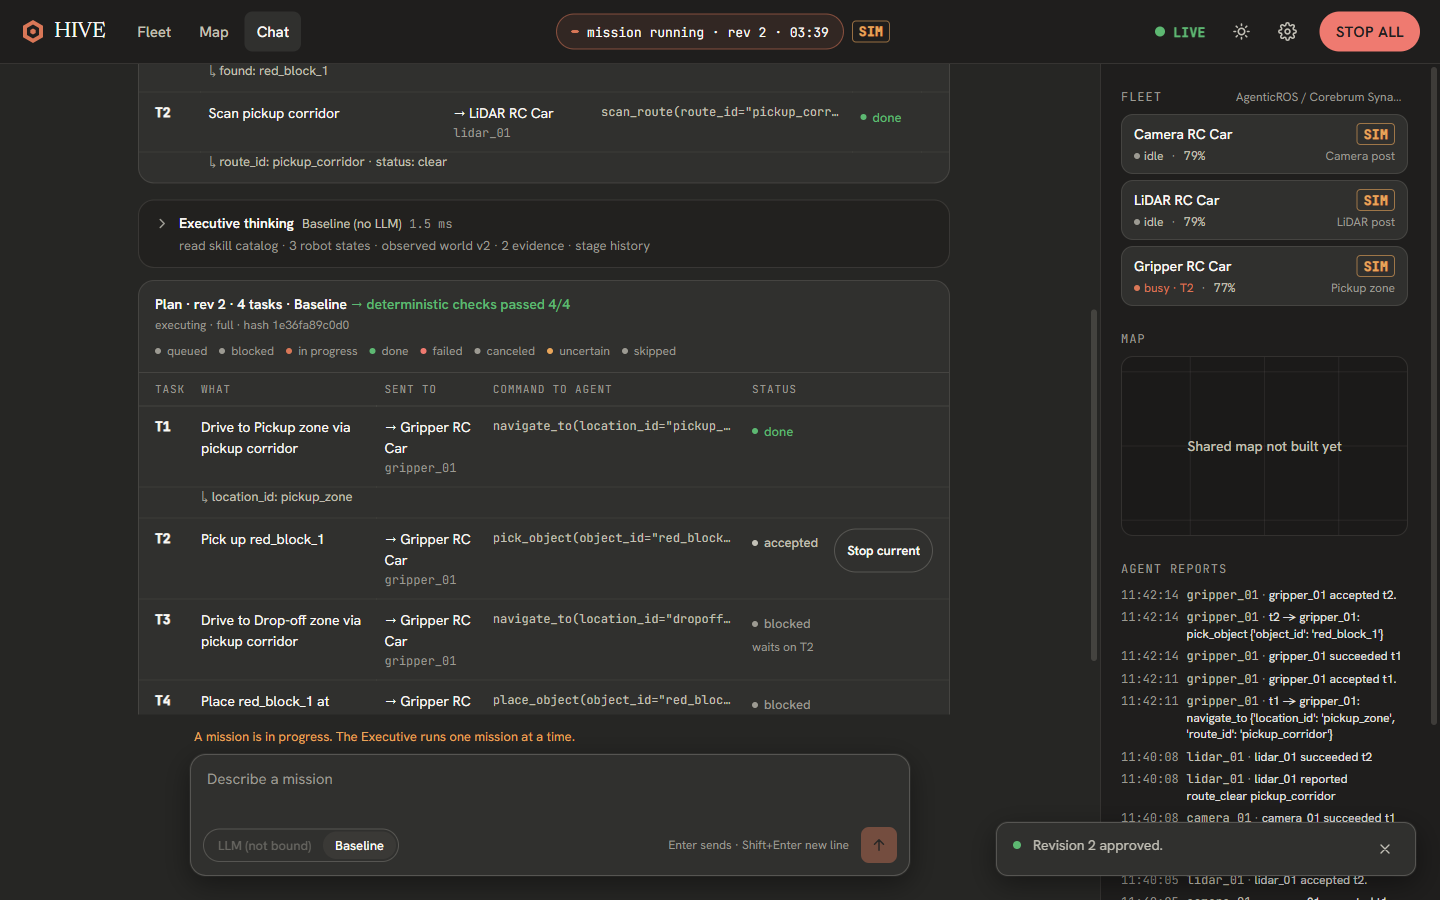 HIVE
Fleet
Map
Chat
mission running · rev 2 · 03:39
SIM
LIVE
STOP ALL
↳ found: red_block_1
T2
Scan pickup corridor
→ LiDAR RC Car
lidar_01
scan_route(route_id="pickup_corr…
done
↳ route_id: pickup_corridor · status: clear
Executive thinking Baseline (no LLM) 1.5 ms
read skill catalog · 3 robot states · observed world v2 · 2 evidence · stage history
Plan · rev 2 · 4 tasks · Baseline → deterministic checks passed 4/4
executing · full · hash 1e36fa89c0d0
queued
blocked
in progress
done
failed
canceled
uncertain
skipped
TASK WHAT SENT TO COMMAND TO AGENT STATUS
T1
Drive to Pickup zone via
pickup corridor
→ Gripper RC
Car
gripper_01
navigate_to(location_id="pickup_…
done
↳ location_id: pickup_zone
T2
Pick up red_block_1
→ Gripper RC
Car
gripper_01
pick_object(object_id="red_block…
accepted
Stop current
T3
Drive to Drop-off zone via
pickup corridor
→ Gripper RC
Car
gripper_01
navigate_to(location_id="dropoff…
blocked
waits on T2
T4
Place red_block_1 at
→ Gripper RC
place_object(object_id="red_bloc…
blocked
A mission is in progress. The Executive runs one mission at a time.
Describe a mission
LLM (not bound)
Baseline
Enter sends · Shift+Enter new line
FLEET
AgenticROS / Corebrum Syna…
Camera RC Car
SIM
idle · 79%
Camera post
LiDAR RC Car
SIM
idle · 79%
LiDAR post
Gripper RC Car
SIM
busy · T2 · 77%
Pickup zone
MAP
Shared map not built yet
AGENT REPORTS
11:42:14 gripper_01 · gripper_01 accepted t2.
11:42:14 gripper_01 · t2 → gripper_01:
pick_object {'object_id': 'red_block_1'}
11:42:14 gripper_01 · gripper_01 succeeded t1
11:42:11 gripper_01 · gripper_01 accepted t1.
11:42:11 gripper_01 · t1 → gripper_01:
navigate_to {'location_id': 'pickup_zone',
'route_id': 'pickup_corridor'}
11:40:08 lidar_01 · lidar_01 succeeded t2
11:40:08 lidar_01 · lidar_01 reported
route_clear pickup_corridor
11:40:08 camera_01 · camera_01 succeeded t1
Revision 2 approved.
11:40:05 lidar_01 · lidar_01 accepted t2.